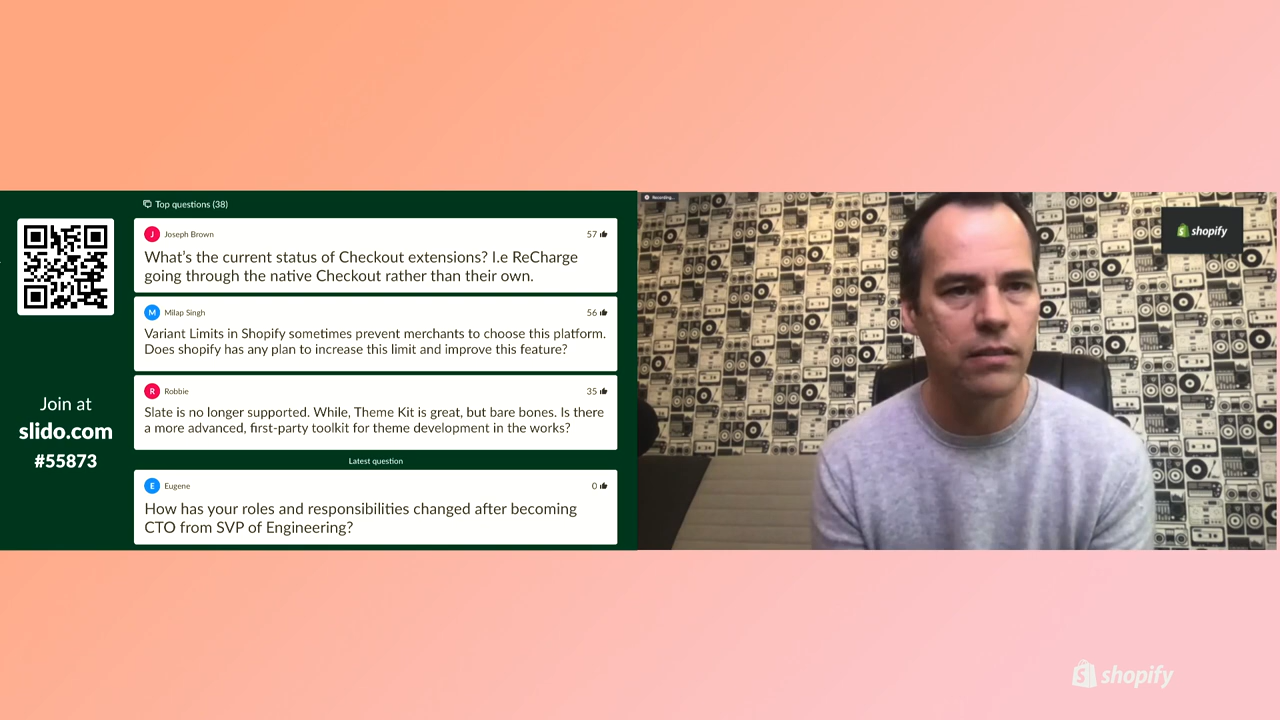 Top questions (38)
Joseph Brown
57
What's the current status of Checkout extensions? I.e ReCharge
going through the native Checkout rather than their own.
M
Milap Singh
56
Variant Limits in Shopify sometimes prevent merchants to choose this platform.
Does shopify has any plan to increase this limit and improve this feature?
R
Robbie
35
Slate is no longer supported. While, Theme Kit is great, but bare bones. Is there
a more advanced, first-party toolkit for theme development in the works?
Latest question
E
Eugene
0
How has your roles and responsibilities changed after becoming
CTO from SVP of Engineering?
Join at
slido.com
#55873
Recording...
shopify
shopify